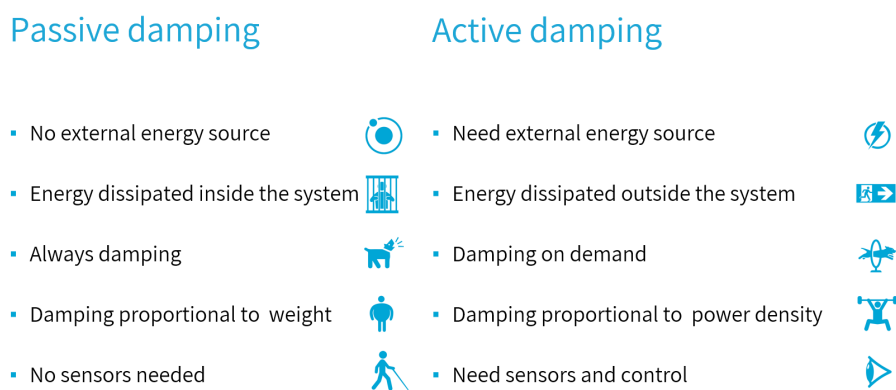 Passive damping
No external energy source
Energy dissipated inside the system
Always damping
Damping proportional to  weight
No sensors needed
Active damping
Need external energy source
Energy dissipated outside the system
Damping on demand
Damping proportional to  power density
Need sensors and control